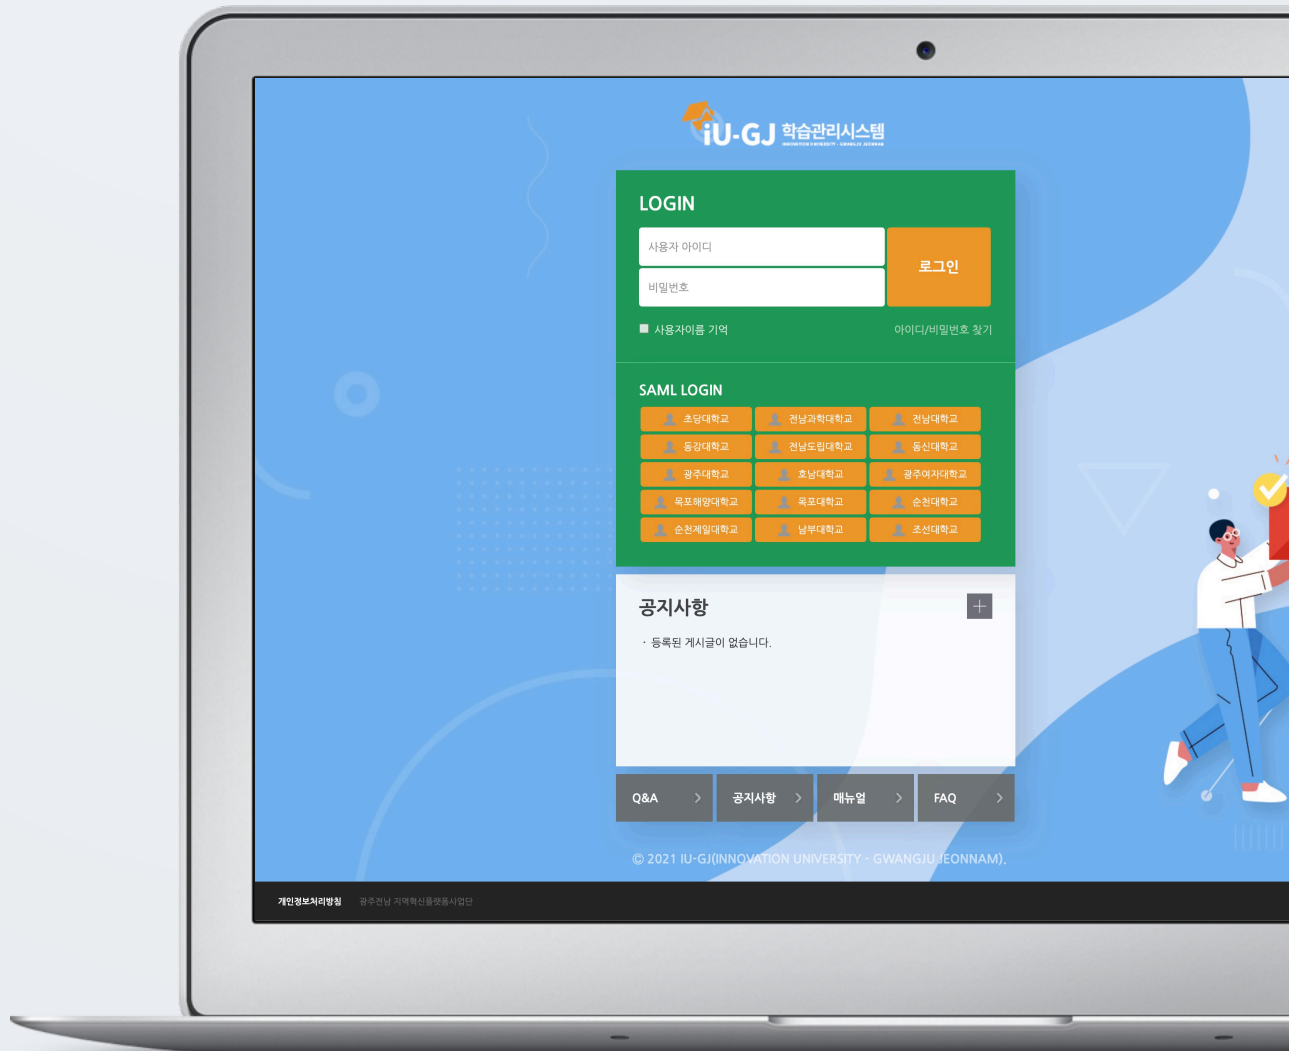 iU-GJ 학습관리시스템
INNOVATION UNIVERSITY - GWANGJU JEONNAM
LOGIN
사용자 아이디
비밀번호
로그인
사용자이름 기억
아이디/비밀번호 찾기
SAML LOGIN
초당대학교 전남과학대학교 전남대학교
동강대학교 전남도립대학교 동신대학교
광주대학교 호남대학교 광주여자대학교
목포해양대학교 목포대학교 순천대학교
순천제일대학교 남부대학교 조선대학교
공지사항
· 등록된 게시글이 없습니다.
Q&A 공지사항 매뉴얼 FAQ
© 2021 IU-GJ(INNOVATION UNIVERSITY - GWANGJU JEONNAM).
개인정보처리방침 광주전남 지역혁신플랫폼사업단